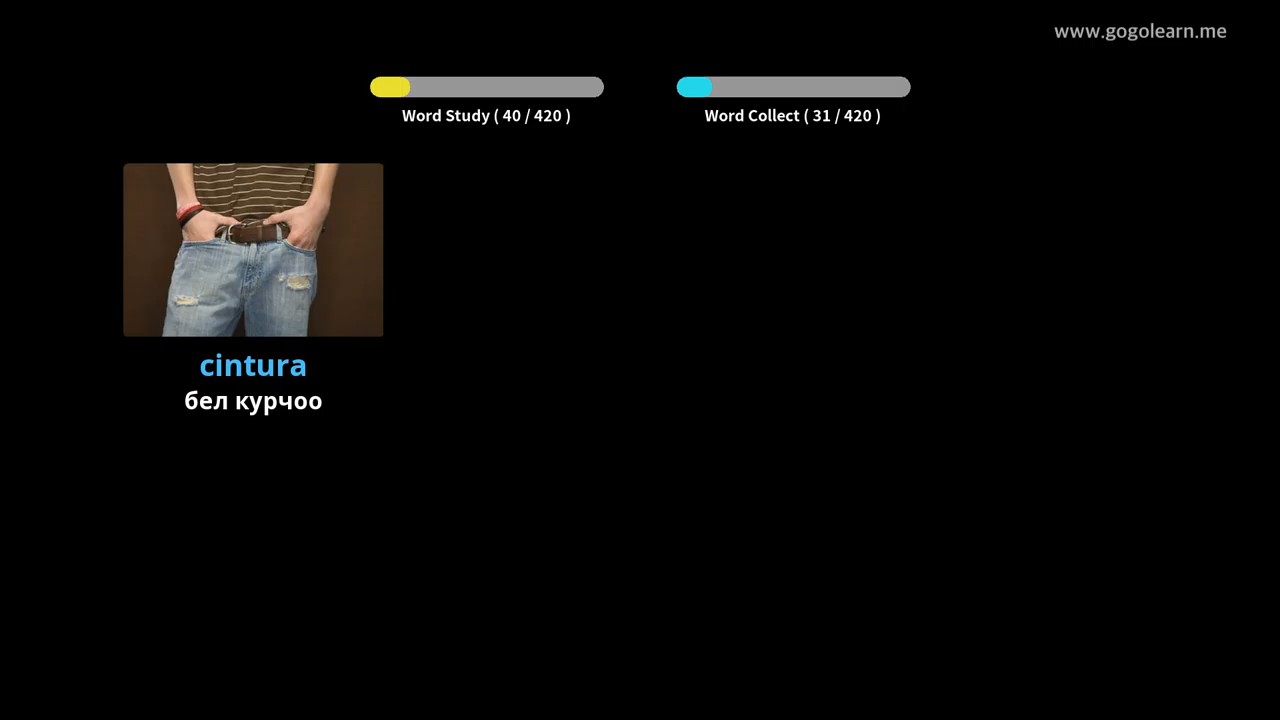 www.gogolearn.me
Word Study ( 40 / 420 )
Word Collect ( 31 / 420 )
cintura
бел курчоо